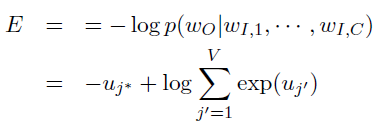 E = = − log p(w_O|w_{I,1}, ⋯ , w_{I,C})
= −u_{j*} + log ∑_{j′=1}^{V} exp(u_{j′})